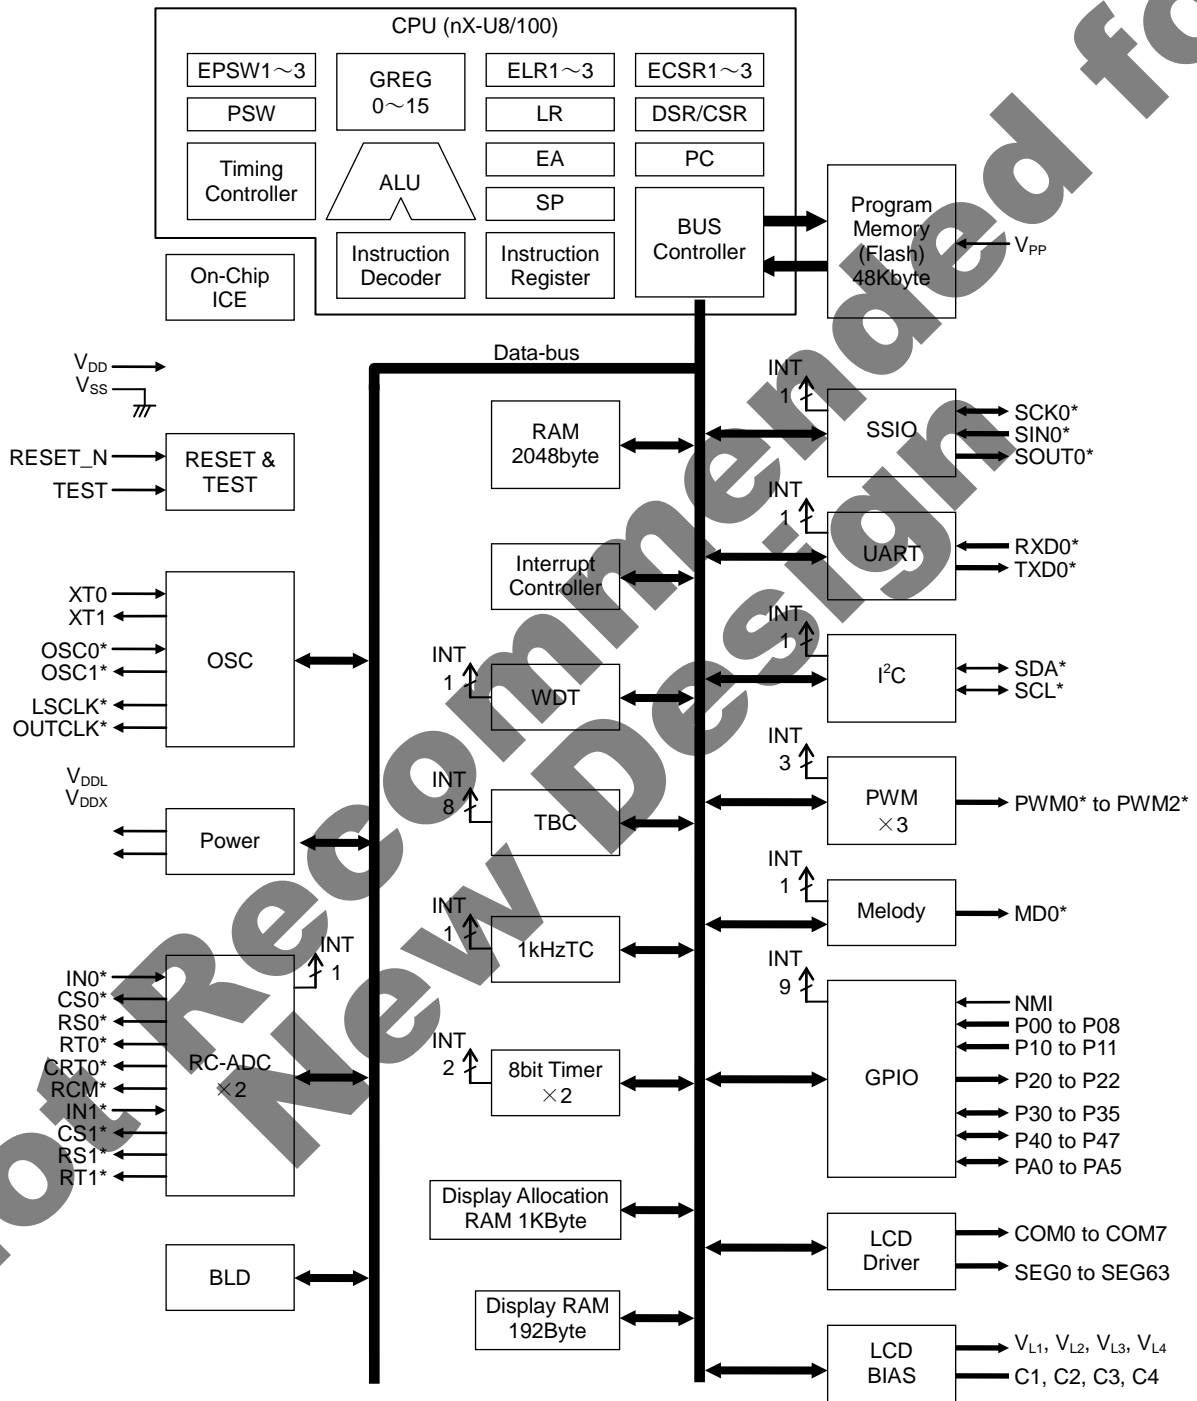 CPU (nX-U8/100)
EPSW1～3
GREG
0～15
ELR1～3
ECSR1～3
PSW
LR
DSR/CSR
Timing
Controller
ALU
EA
PC
SP
BUS
Controller
Instruction
Decoder
Instruction
Register
On-Chip
ICE
Program
Memory
(Flash)
48Kbyte
VPP
VDD
VSS
Data-bus
RESET_N
TEST
RESET &
TEST
RAM
2048byte
INT
1
SSIO
SCK0*
SIN0*
SOUT0*
Interrupt
Controller
INT
1
UART
RXD0*
TXD0*
XT0
XT1
OSC0*
OSC1*
LSCLK*
OUTCLK*
OSC
INT
1
WDT
INT
1
I2C
SDA*
SCL*
VDDL
VDDX
Power
INT
8
TBC
INT
3
PWM
×3
PWM0* to PWM2*
INT
1
1kHzTC
INT
1
Melody
MD0*
IN0*
CS0*
RS0*
RT0*
CRT0*
RCM*
IN1*
CS1*
RS1*
RT1*
INT
1
RC-ADC
×2
INT
2
8bit Timer
×2
INT
9
GPIO
NMI
P00 to P08
P10 to P11
P20 to P22
P30 to P35
P40 to P47
PA0 to PA5
Display Allocation
RAM 1KByte
BLD
LCD
Driver
COM0 to COM7
SEG0 to SEG63
Display RAM
192Byte
LCD
BIAS
VL1, VL2, VL3, VL4
C1, C2, C3, C4
Recommended
New Design